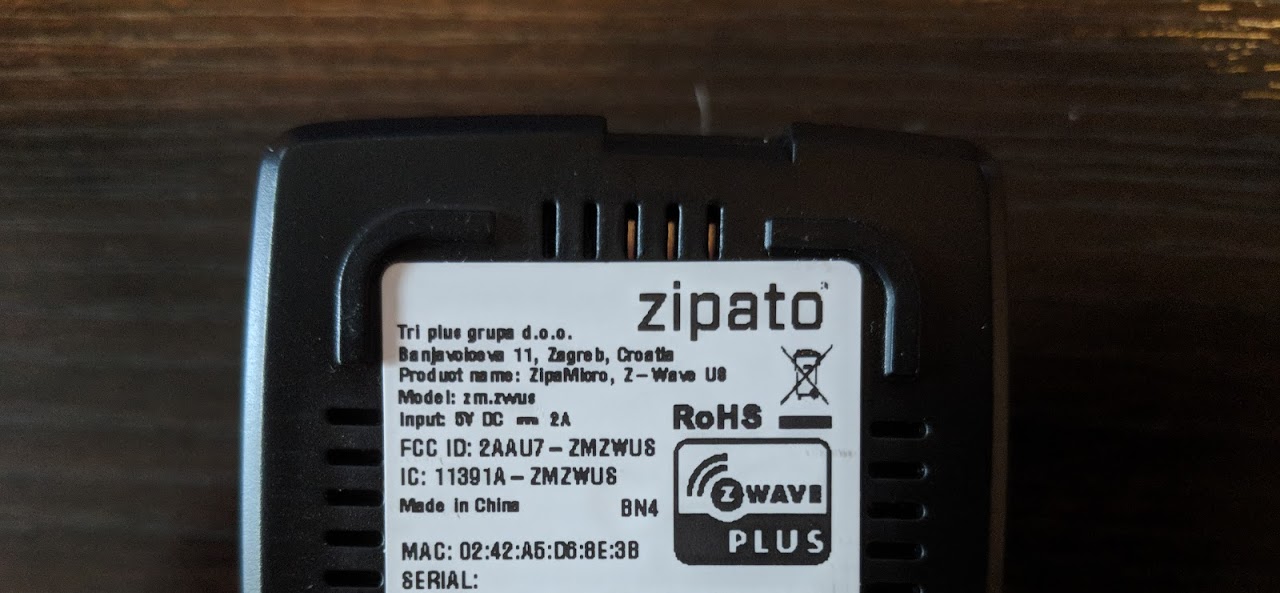 zipato
Tri plus grupa d.o.o.
Banjavciceva 11, Zagreb, Croatia
Product name: ZipaMicro, Z-Wave US
Model: zm.zwus
Input: 5V DC ⎓ 2A
RoHS
FCC ID: 2AAU7-ZMZWUS
IC: 11391A-ZMZWUS
Made in China
BN4
Z WAVE
PLUS
MAC: 02:42:A5:D6:8E:3B
SERIAL: